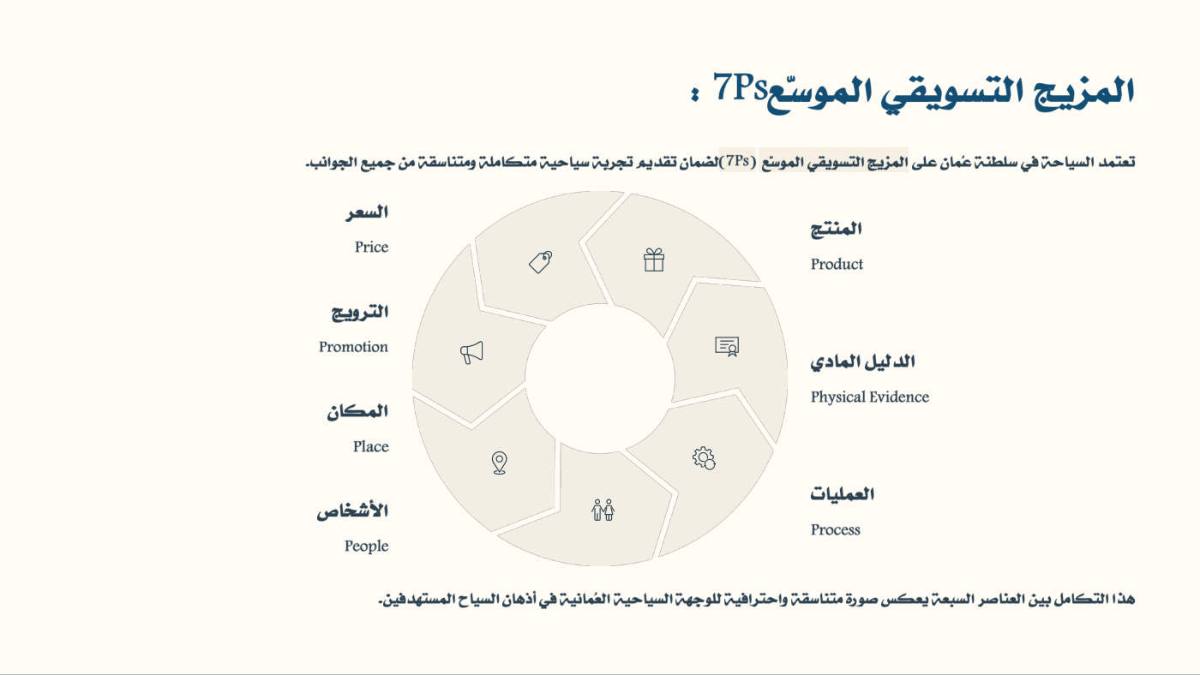 المزيج التسويقي الموسّع7Ps :
تعتمد السياحة في سلطنة عُمان على المزيج التسويقي الموسّع (7Ps)لضمان تقديم تجربة سياحية متكاملة ومتناسقة من جميع الجوانب.
المنتج
Product
الدليل المادي
Physical Evidence
العمليات
Process
السعر
Price
الترويج
Promotion
المكان
Place
الأشخاص
People
هذا التكامل بين العناصر السبعة يعكس صورة متناسقة واحترافية للوجهة السياحية العُمانية في أذهان السياح المستهدفين.